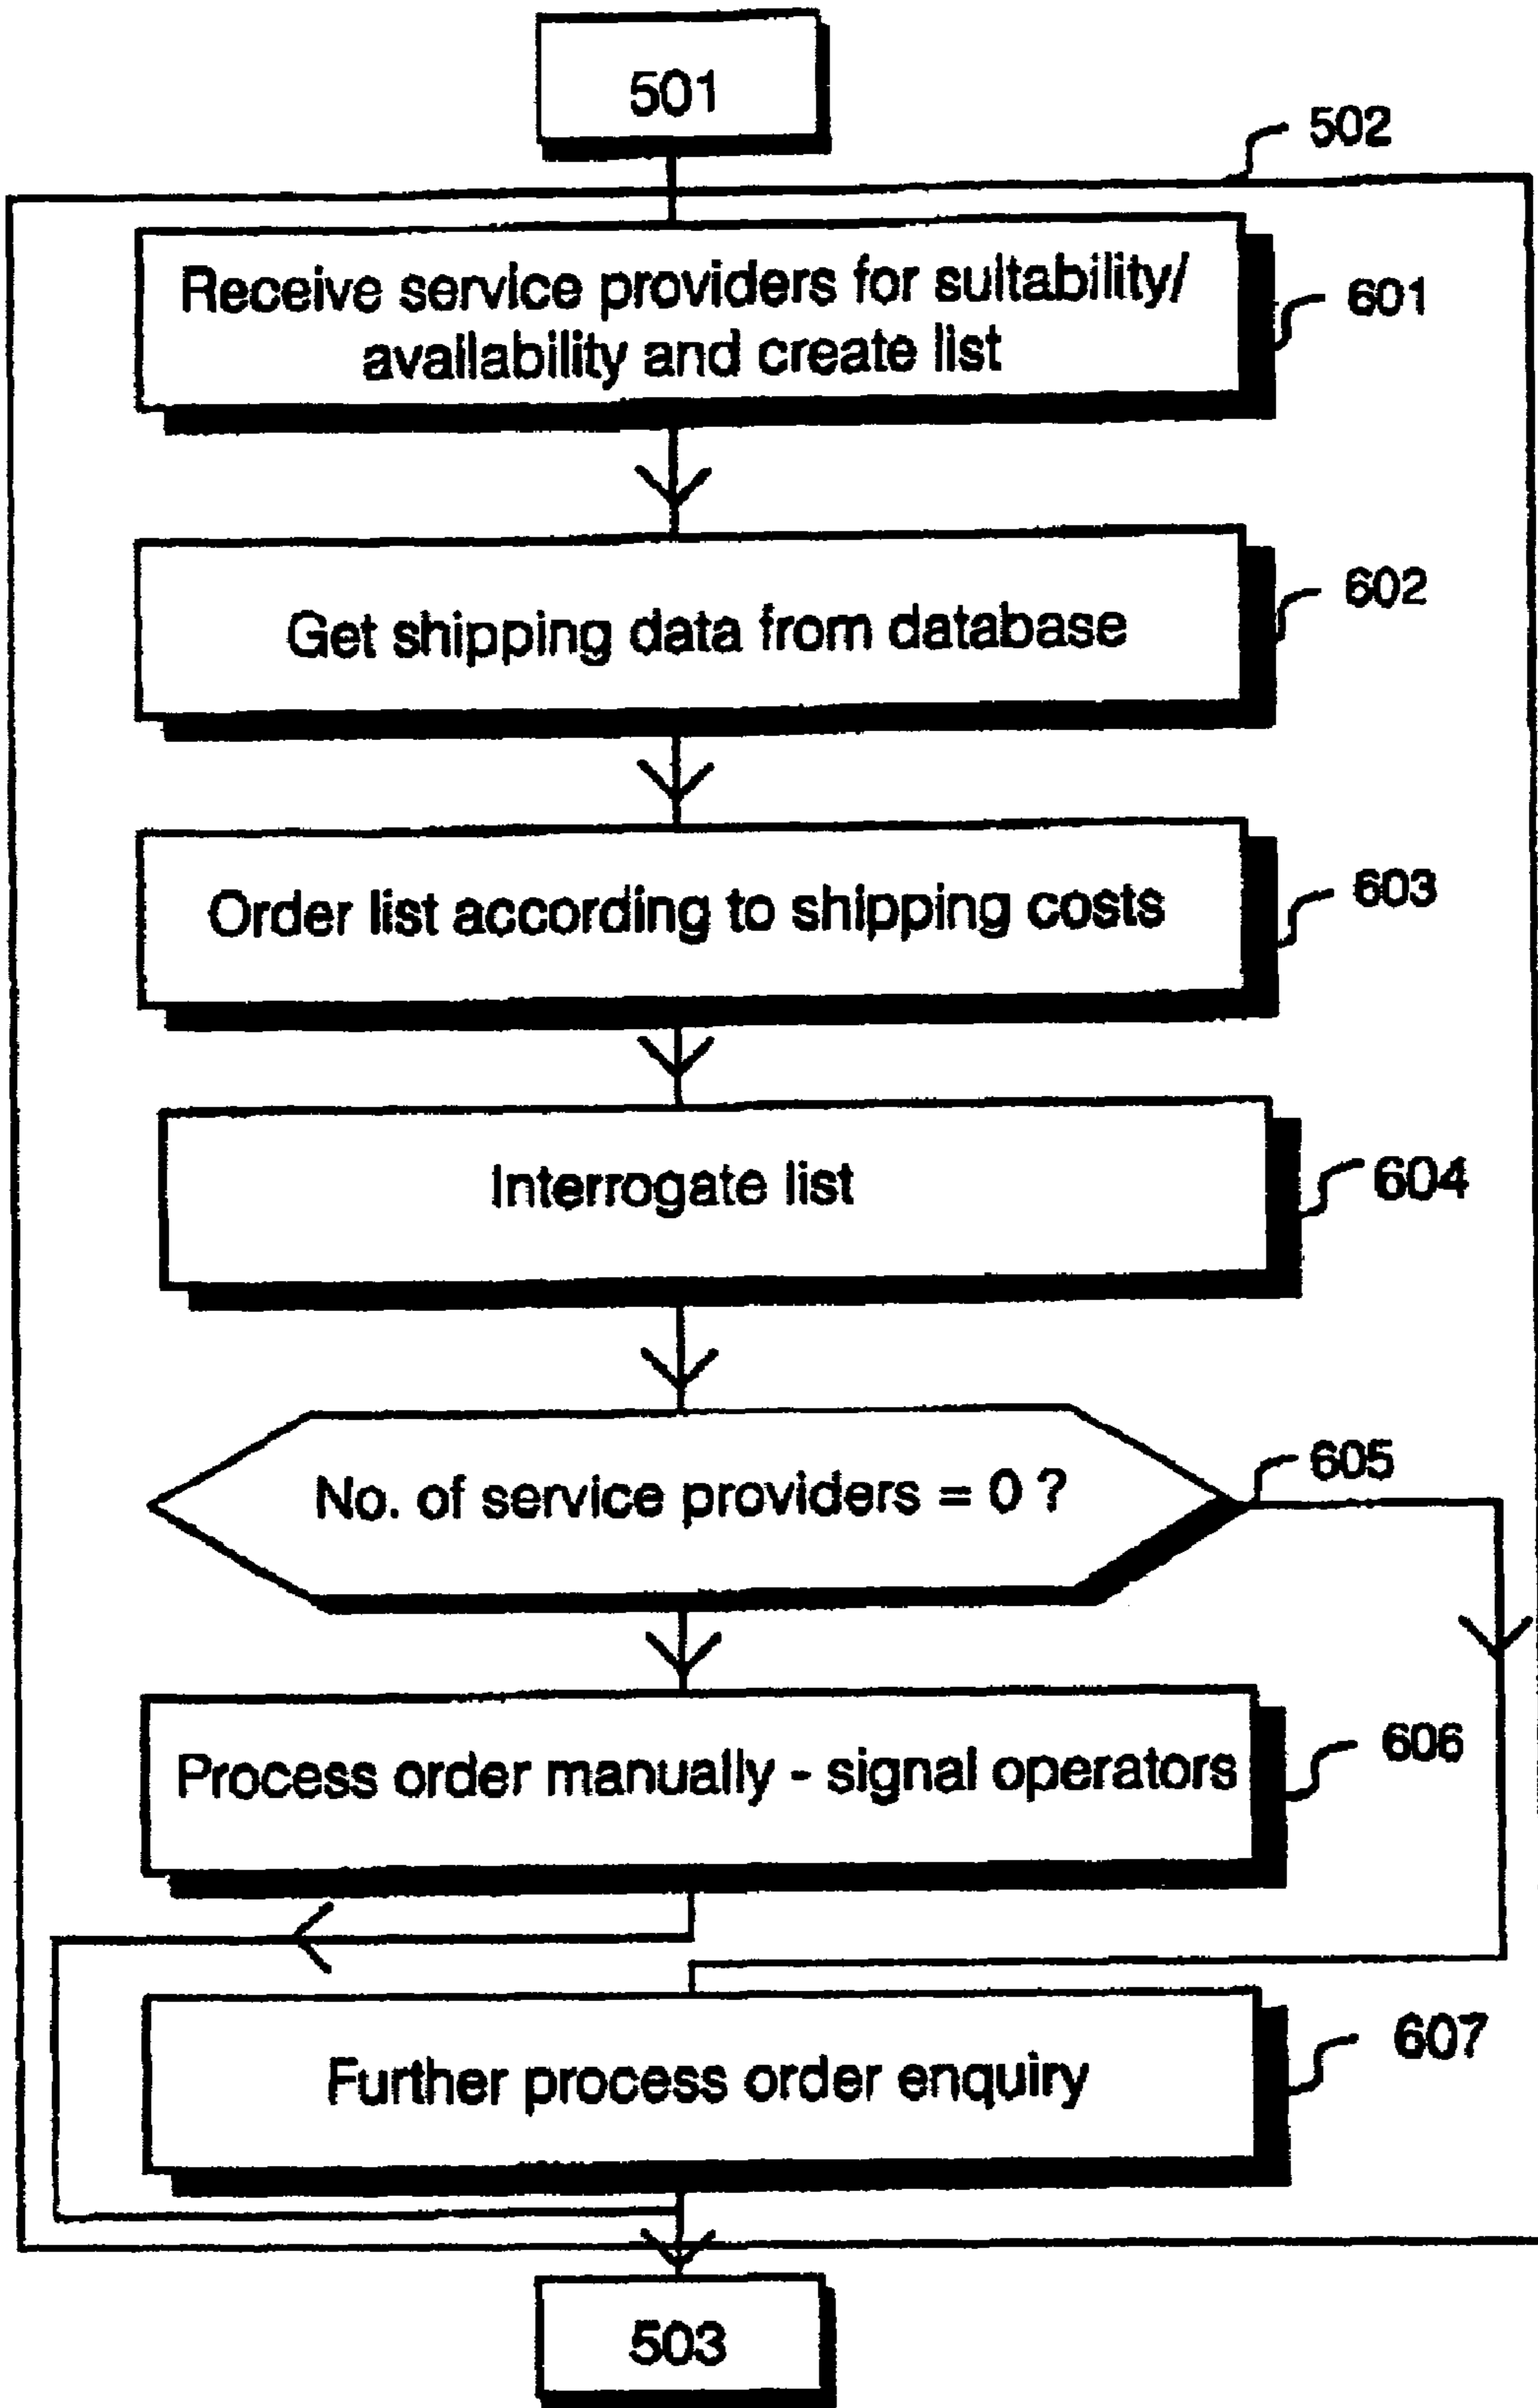 501
502
Receive service providers for suitability/
availability and create list
601
Get shipping data from database
602
Order list according to shipping costs
603
Interrogate list
604
No. of service providers = 0 ?
605
Process order manually - signal operators
606
Further process order enquiry
607
503